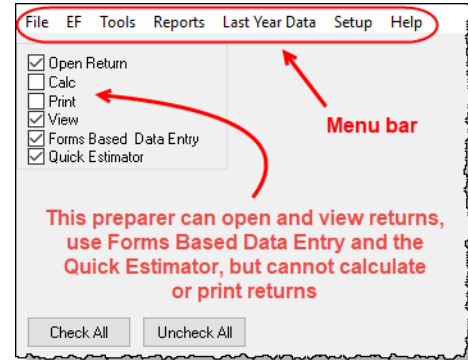 File EF Tools Reports Last Year Data Setup Help
Open Return
Calc
Print
View
Forms Based Data Entry
Quick Estimator
Menu bar
This preparer can open and view returns,
use Forms Based Data Entry and the
Quick Estimator, but cannot calculate
or print returns
Check All Uncheck All